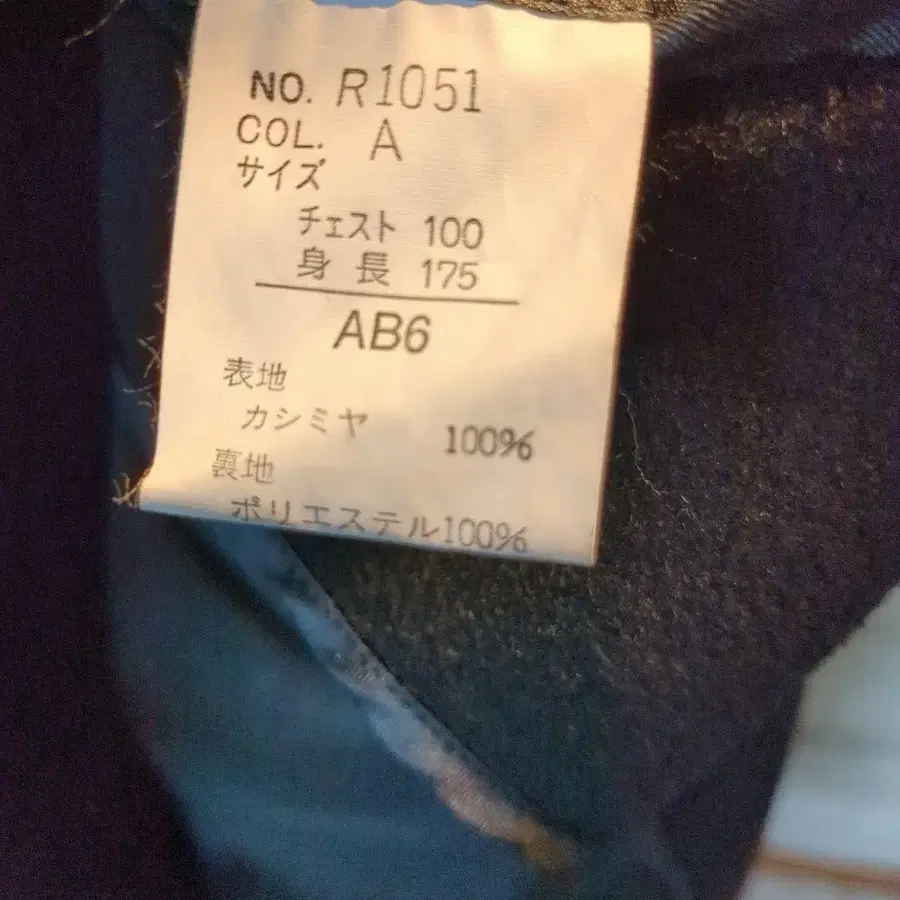 NO. R1051
COL. A
サイズ
チェスト 100
身長 175
AB6
表地
カシミヤ 100%
裏地
ポリエステル100%